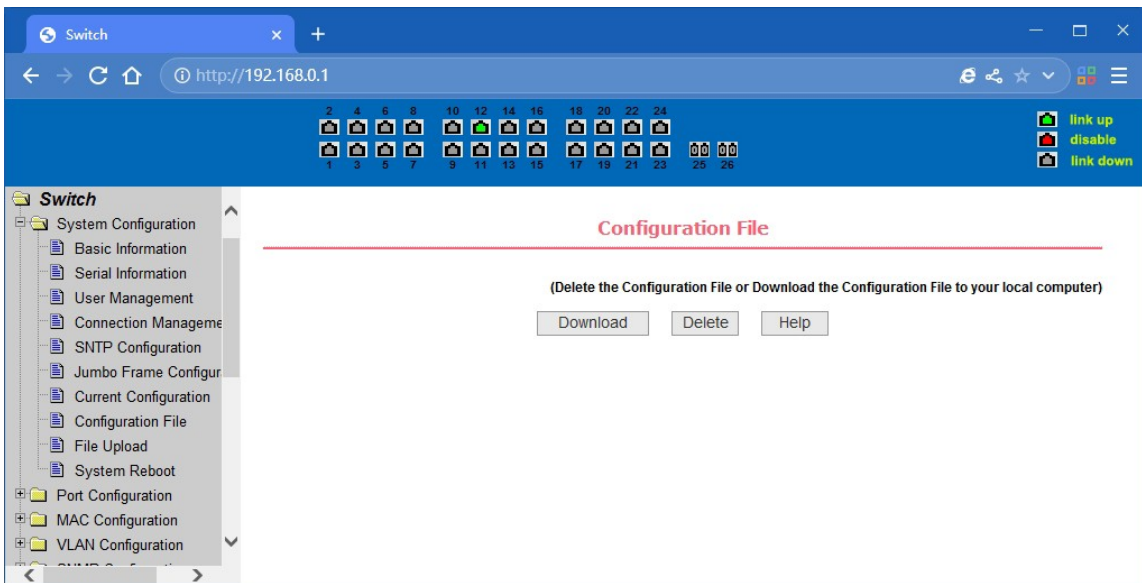 Switch
http://192.168.0.1
2 4 6 8 10 12 14 16 18 20 22 24
link up
disable
1 3 5 7 9 11 13 15 17 19 21 23 25 26
link down
Switch
System Configuration
Basic Information
Serial Information
User Management
Connection Manageme
SNTP Configuration
Jumbo Frame Configur
Current Configuration
Configuration File
File Upload
System Reboot
Port Configuration
MAC Configuration
VLAN Configuration
Configuration File
(Delete the Configuration File or Download the Configuration File to your local computer)
Download Delete Help